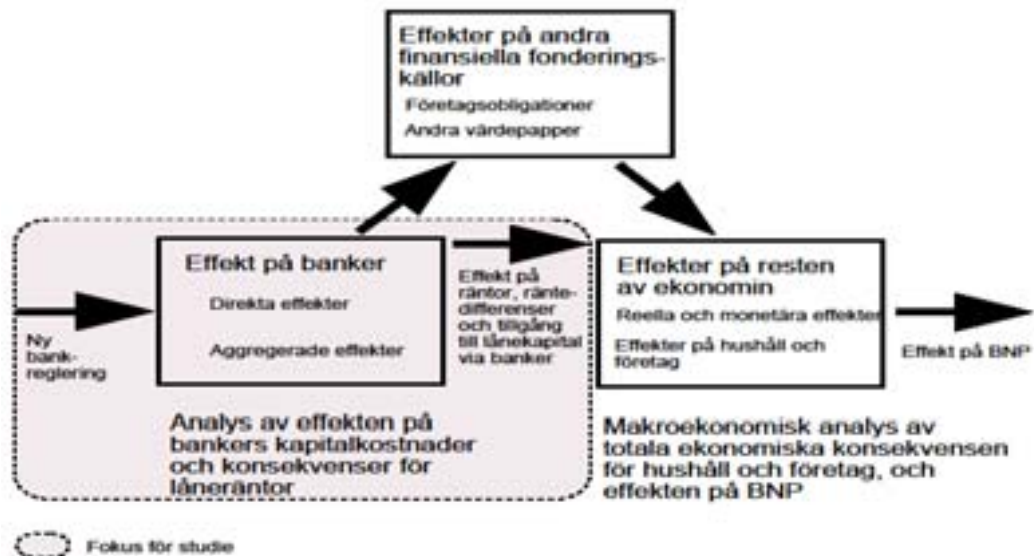 Effekter på andra
finansiella fonderings-
källor
Företagsobligationer
Andra värdepapper
Ny
bank-
reglering
Effekt på banker
Direkta effekter
Aggregerade effekter
Effekt på
räntor, ränte-
differenser
och tillgång
till lånekapital
via banker
Effekter på resten
av ekonomin
Reella och monetära effekter
Effekter på hushåll och
företag
Effekt på BNP
Analys av effekten på
bankers kapitalkostnader
och konsekvenser för
låneräntor
Makroekonomisk analys av
totala ekonomiska konsekvensen
för hushåll och företag, och
effekten på BNP
Fokus för studie